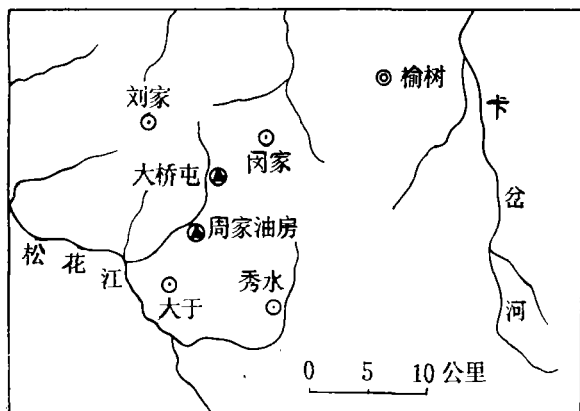 榆树
卡岔河
刘家
闵家
大桥屯
周家油房
松花江
大于
秀水
0 5 10 公里